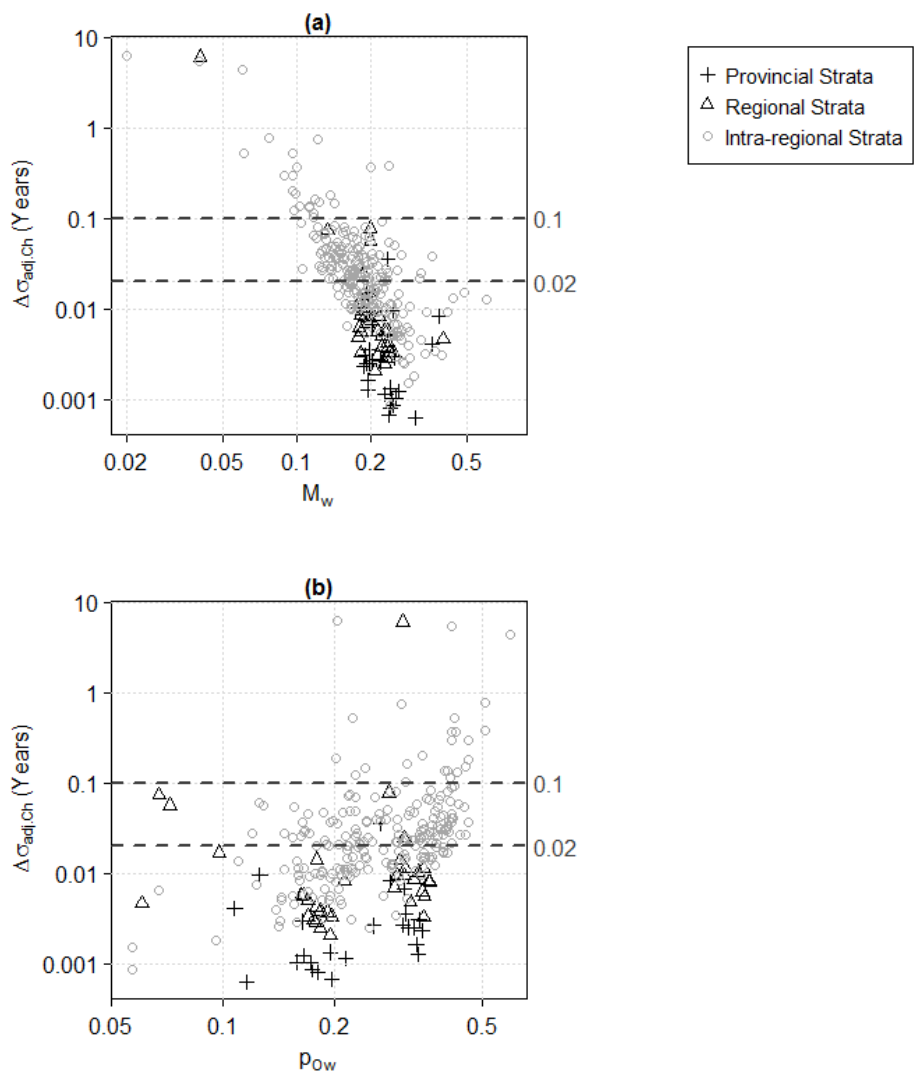 (a)
10
1
0.1
0.01
0.001
Δσadj,Ch (Years)
0.1
0.02
0.02
0.05
0.1
0.2
0.5
Mw
Provincial Strata
Regional Strata
Intra-regional Strata
(b)
10
1
0.1
0.01
0.001
Δσadj,Ch (Years)
0.1
0.02
0.05
0.1
0.2
0.5
p0w